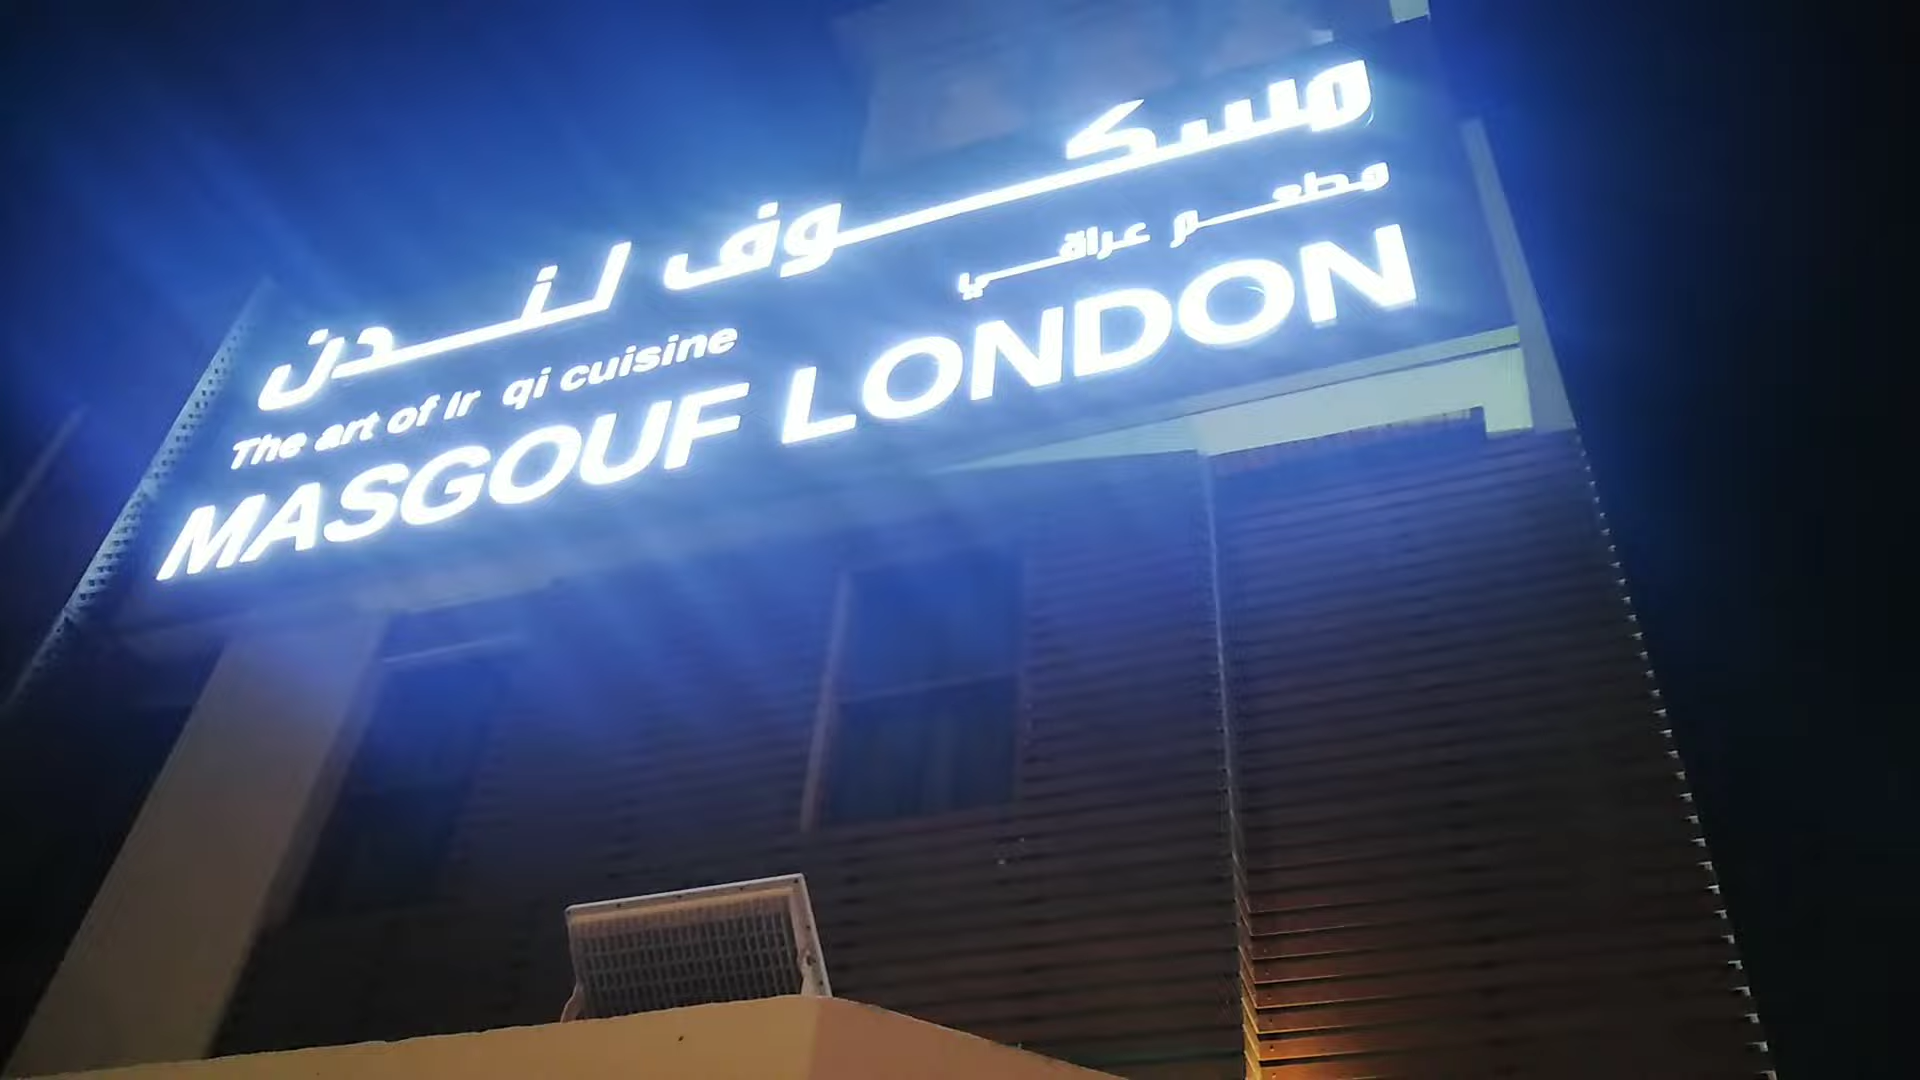 مسكوف لندن
مطعم عراقي
The art of Ir qi cuisine
MASGOUF LONDON